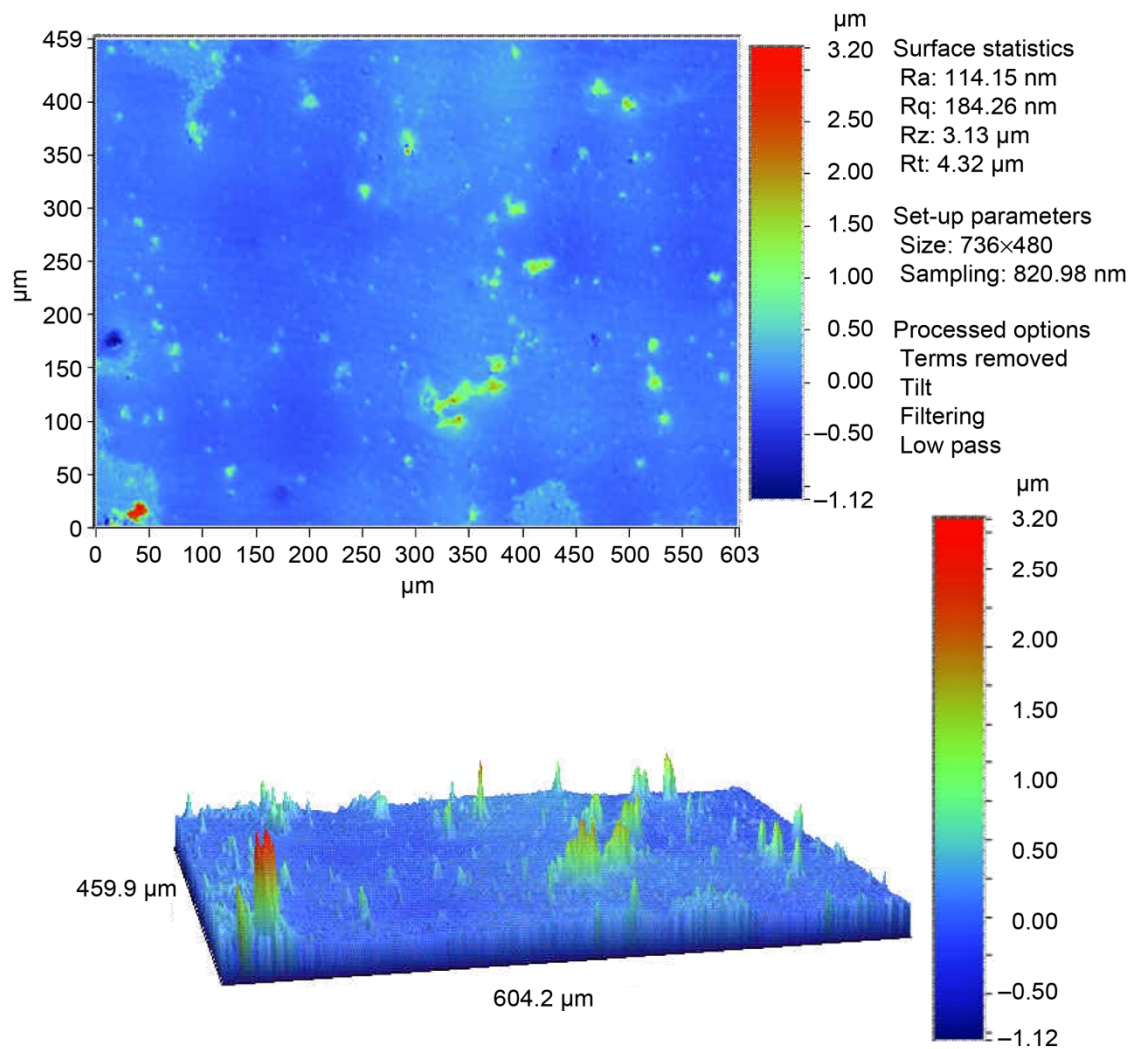 µm
459
400
350
300
250
200
150
100
50
0
µm
0 50 100 150 200 250 300 350 400 450 500 550 603
µm
3.20
2.50
2.00
1.50
1.00
0.50
0.00
–0.50
–1.12
Surface statistics
Ra: 114.15 nm
Rq: 184.26 nm
Rz: 3.13 µm
Rt: 4.32 µm
Set-up parameters
Size: 736×480
Sampling: 820.98 nm
Processed options
Terms removed
Tilt
Filtering
Low pass
µm
3.20
2.50
2.00
1.50
1.00
0.50
0.00
–0.50
–1.12
459.9 µm
604.2 µm